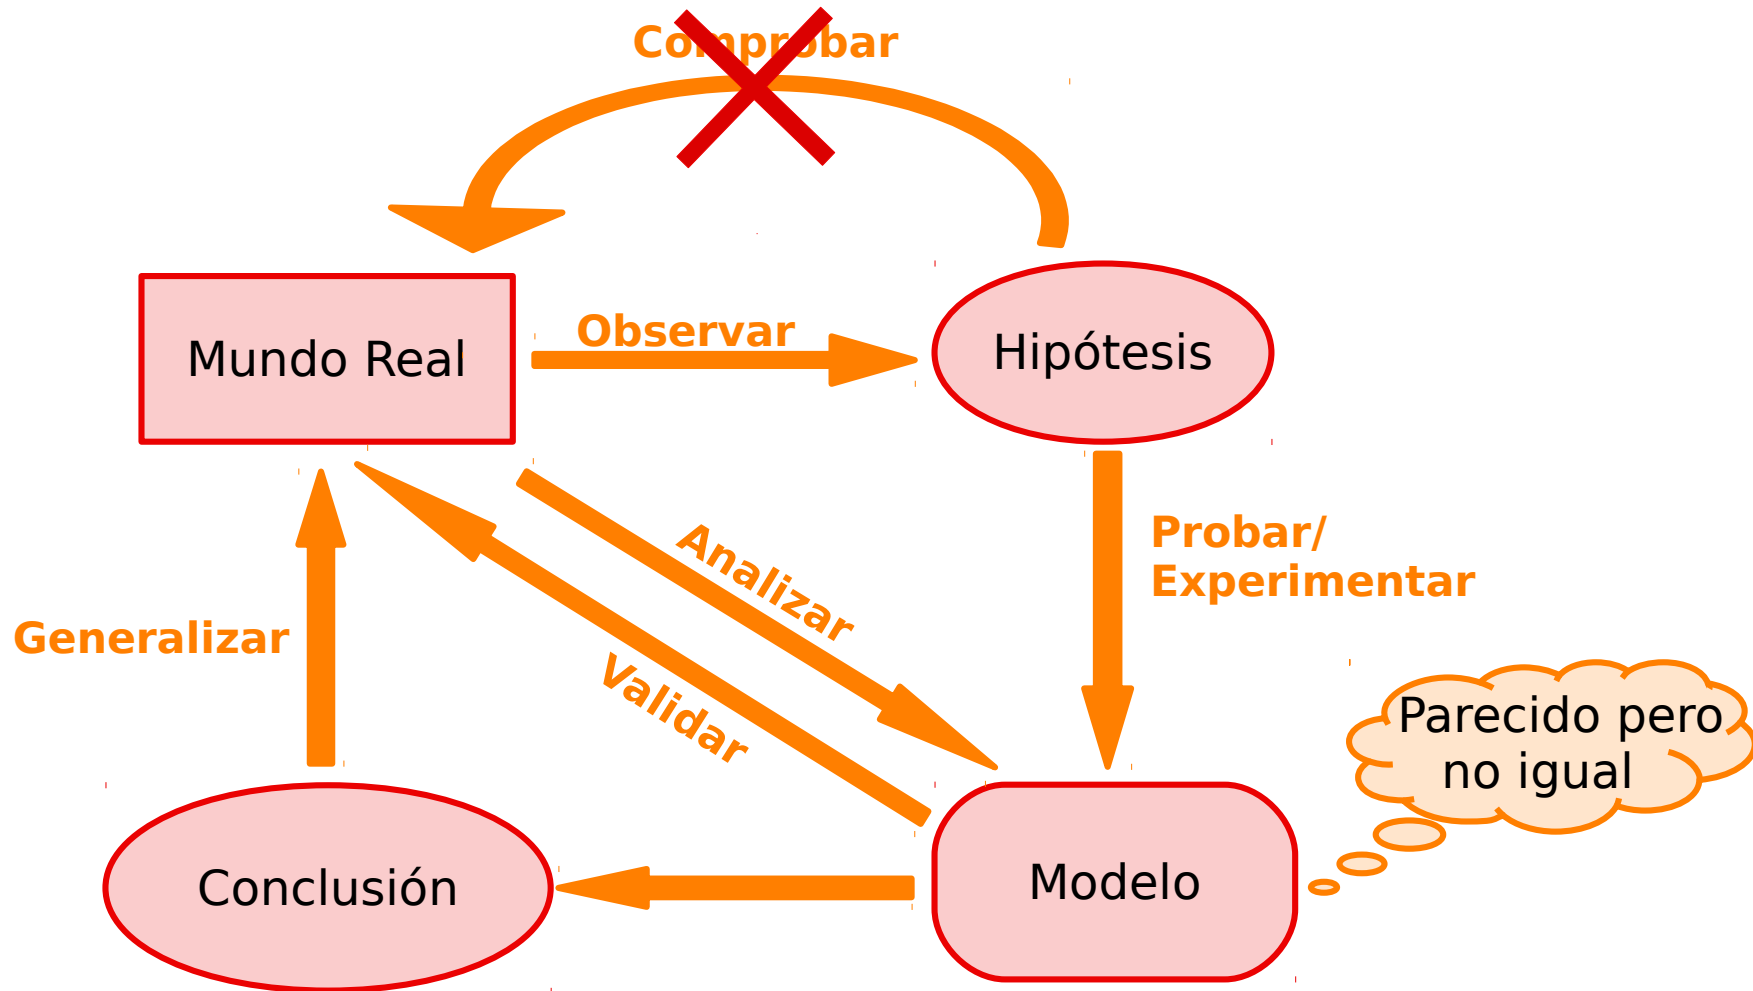 Comprobar
Mundo Real
Observar
Hipótesis
Analizar
Validar
Probar/
Experimentar
Generalizar
Parecido pero
no igual
Conclusión
Modelo